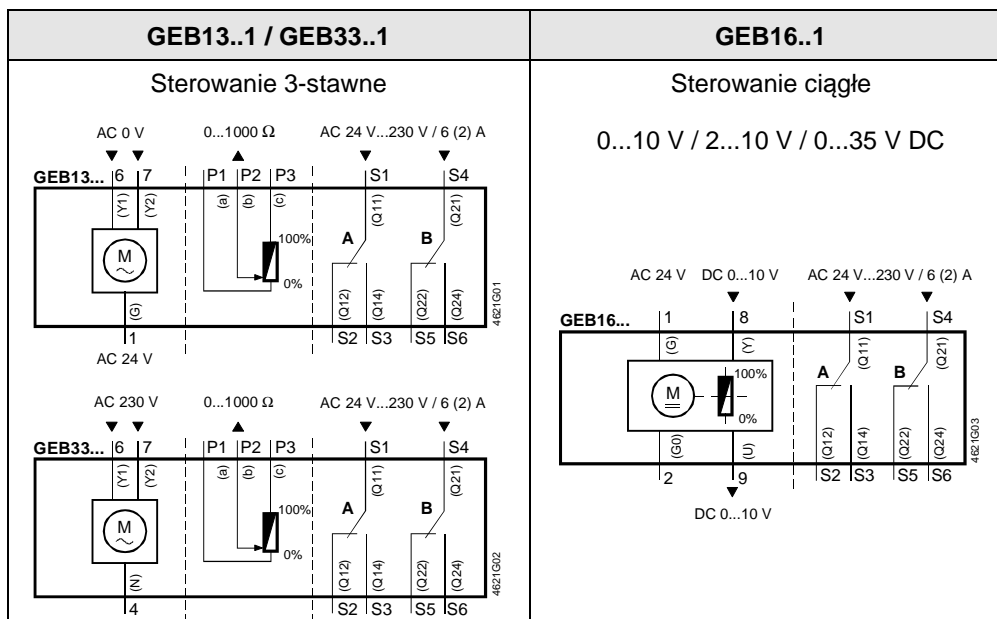 GEB13..1 / GEB33..1
Sterowanie 3-stawne
AC 0 V 0...1000 Ω AC 24 V...230 V / 6 (2) A
GEB13... 6 7 P1 P2 P3 S1 S4
(Y1) (Y2) (a) (b) (c) (Q11) (Q21)
A B
M
100%
0%
(G) (Q12) (Q14) (Q22) (Q24)
1 S2 S3 S5 S6
AC 24 V
4621G01
AC 230 V 0...1000 Ω AC 24 V...230 V / 6 (2) A
GEB33... 6 7 P1 P2 P3 S1 S4
(Y1) (Y2) (a) (b) (c) (Q11) (Q21)
A B
M
100%
0%
(N) (Q12) (Q14) (Q22) (Q24)
4 S2 S3 S5 S6
4621G02
GEB16..1
Sterowanie ciągłe
0...10 V / 2...10 V / 0...35 V DC
AC 24 V DC 0...10 V AC 24 V...230 V / 6 (2) A
GEB16... 1 8 S1 S4
(G) (Y) (Q11) (Q21)
A B
M
100%
0%
(G0) (U) (Q12) (Q14) (Q22) (Q24)
2 9 S2 S3 S5 S6
DC 0...10 V
4621G03